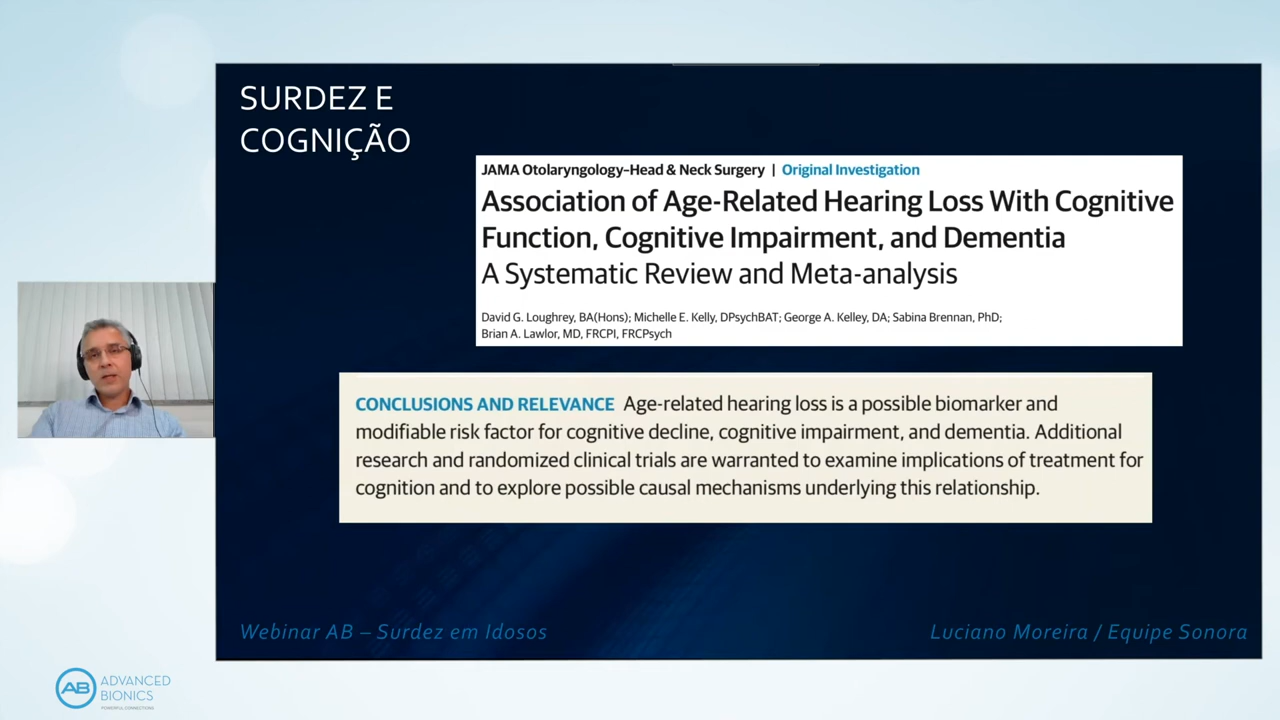 SURDEZ E
COGNIÇÃO
JAMA Otolaryngology–Head & Neck Surgery | Original Investigation
Association of Age-Related Hearing Loss With Cognitive
Function, Cognitive Impairment, and Dementia
A Systematic Review and Meta-analysis
David G. Loughrey, BA(Hons); Michelle E. Kelly, DPsychBAT; George A. Kelley, DA; Sabina Brennan, PhD;
Brian A. Lawlor, MD, FRCPI, FRCPsych
CONCLUSIONS AND RELEVANCE Age-related hearing loss is a possible biomarker and
modifiable risk factor for cognitive decline, cognitive impairment, and dementia. Additional
research and randomized clinical trials are warranted to examine implications of treatment for
cognition and to explore possible causal mechanisms underlying this relationship.
Webinar AB – Surdez em Idosos
Luciano Moreira / Equipe Sonora
AB
ADVANCED
BIONICS
POWERFUL CONNECTIONS